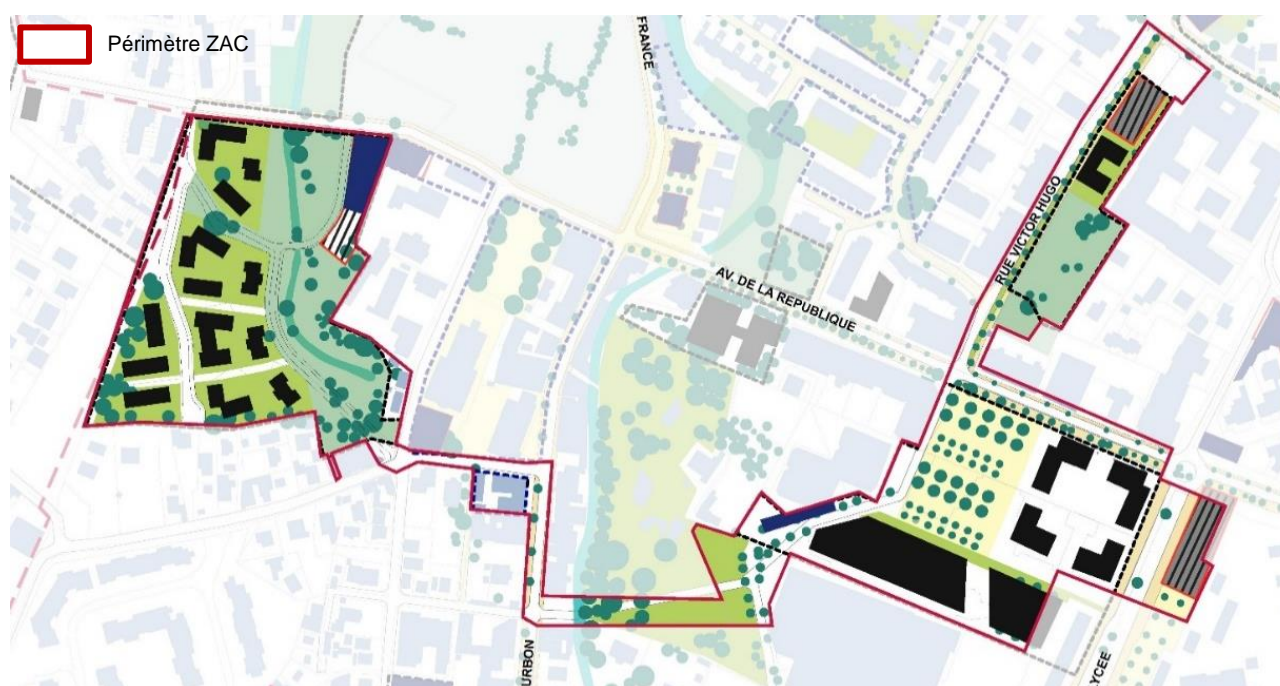 Périmètre ZAC
FRANCE
RUE VICTOR HUGO
AV. DE LA REPUBLIQUE
URBON
YCEE